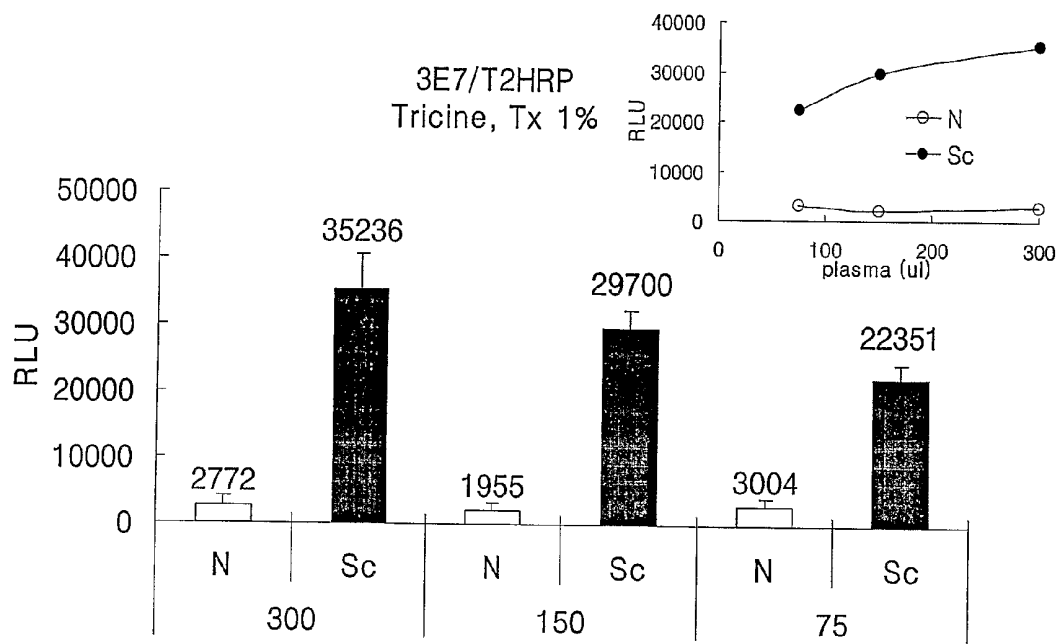 3E7/T2HRP
Tricine, Tx 1%
40000
30000
20000
10000
0
RLU
N
Sc
0 100 200 300
plasma (ul)
50000
40000
30000
20000
10000
0
RLU
2772
35236
1955
29700
3004
22351
N Sc N Sc N Sc
300 150 75